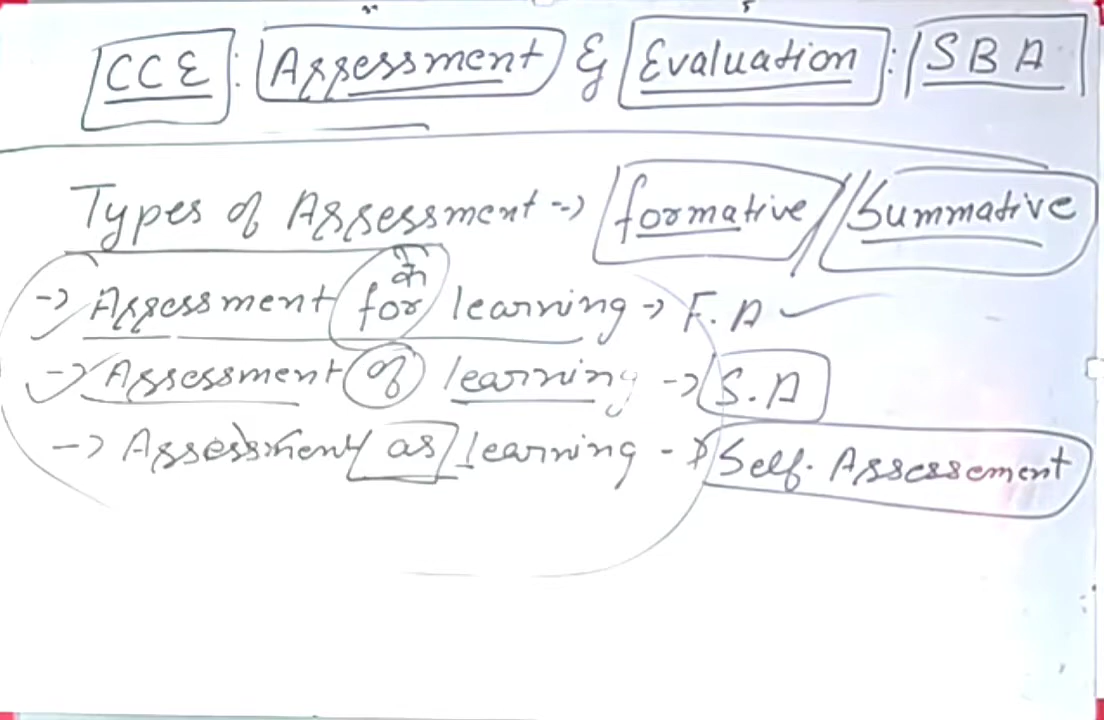 CCE : Assessment & Evaluation : SBA
Types of Assessment -> formative / Summative
-> Assessment for learning -> F.A ✓
-> Assessment of learning -> S.A
-> Assessment as learning -> Self. Assessement